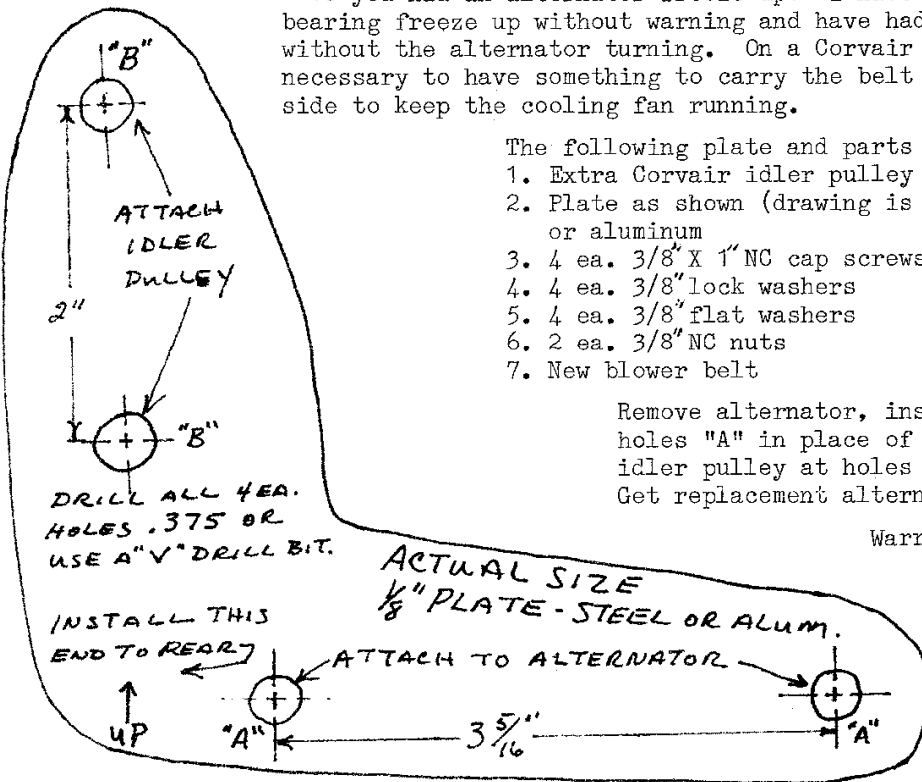 bearing freeze up without warning and have had
without the alternator turning. On a Corvair
necessary to have something to carry the belt
side to keep the cooling fan running.
The following plate and parts
1. Extra Corvair idler pulley
2. Plate as shown (drawing is
or aluminum
3. 4 ea. 3/8" X 1" NC cap screws
4. 4 ea. 3/8" lock washers
5. 4 ea. 3/8" flat washers
6. 2 ea. 3/8" NC nuts
7. New blower belt
Remove alternator, ins
holes "A" in place of
idler pulley at holes
Get replacement altern
Warr
"B"
ATTACH
IDLER
PULLEY
2"
"B"
DRILL ALL 4 EA.
HOLES .375 OR
USE A "V" DRILL BIT.
ACTUAL SIZE
1/8" PLATE - STEEL OR ALUM.
INSTALL THIS
END TO REAR
ATTACH TO ALTERNATOR
UP
"A"
3 5/16"
"A"